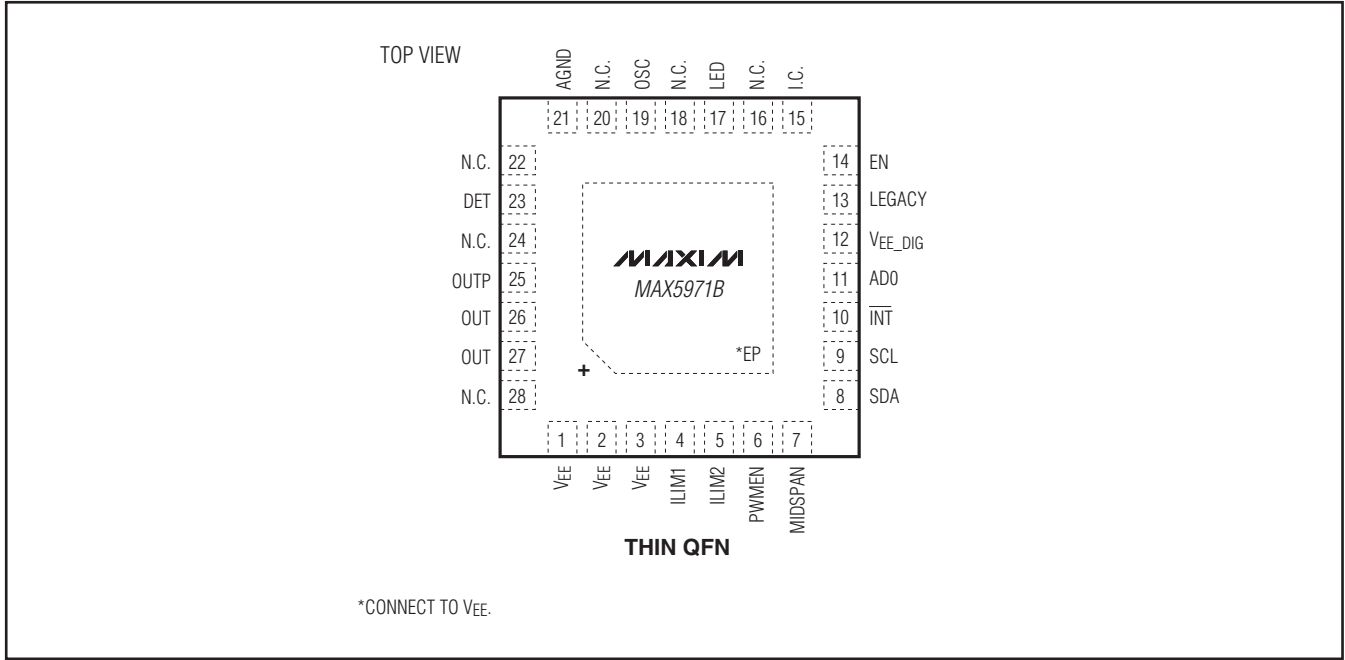 TOP VIEW
AGND
N.C.
OSC
N.C.
LED
N.C.
I.C.
21 20 19 18 17 16 15
N.C. 22
DET 23
N.C. 24
OUTP 25
OUT 26
OUT 27
N.C. 28
14 EN
13 LEGACY
12 VEE_DIG
11 AD0
10 INT
9 SCL
8 SDA
MAXIM
MAX5971B
*EP
+
1 2 3 4 5 6 7
VEE
VEE
VEE
ILIM1
ILIM2
PWMEN
MIDSPAN
THIN QFN
*CONNECT TO VEE.